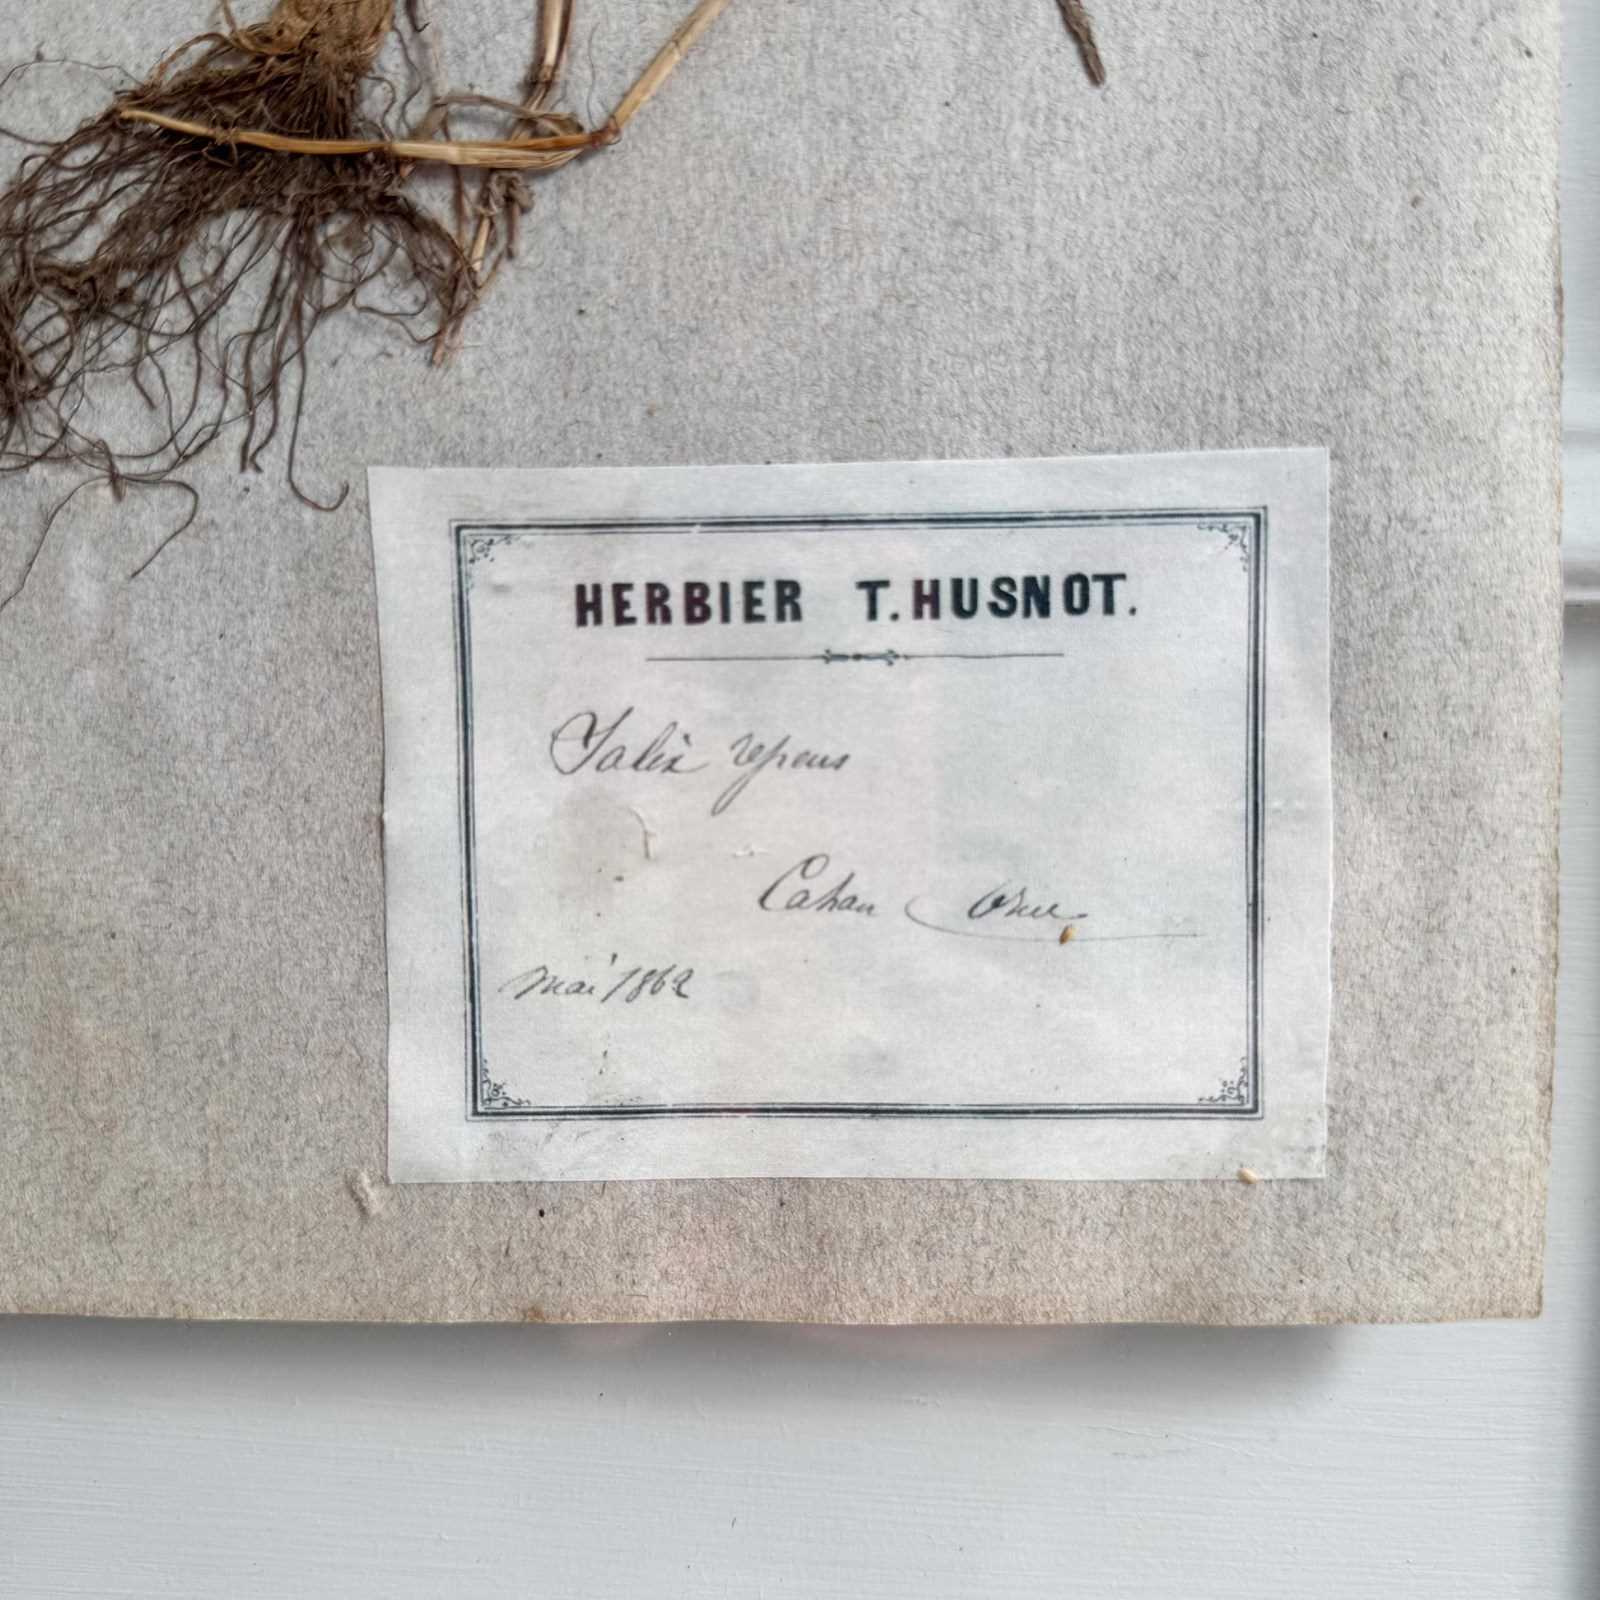 HERBIER T. HUSNOT.
Salix repens
Cahan Orne
mai 1862